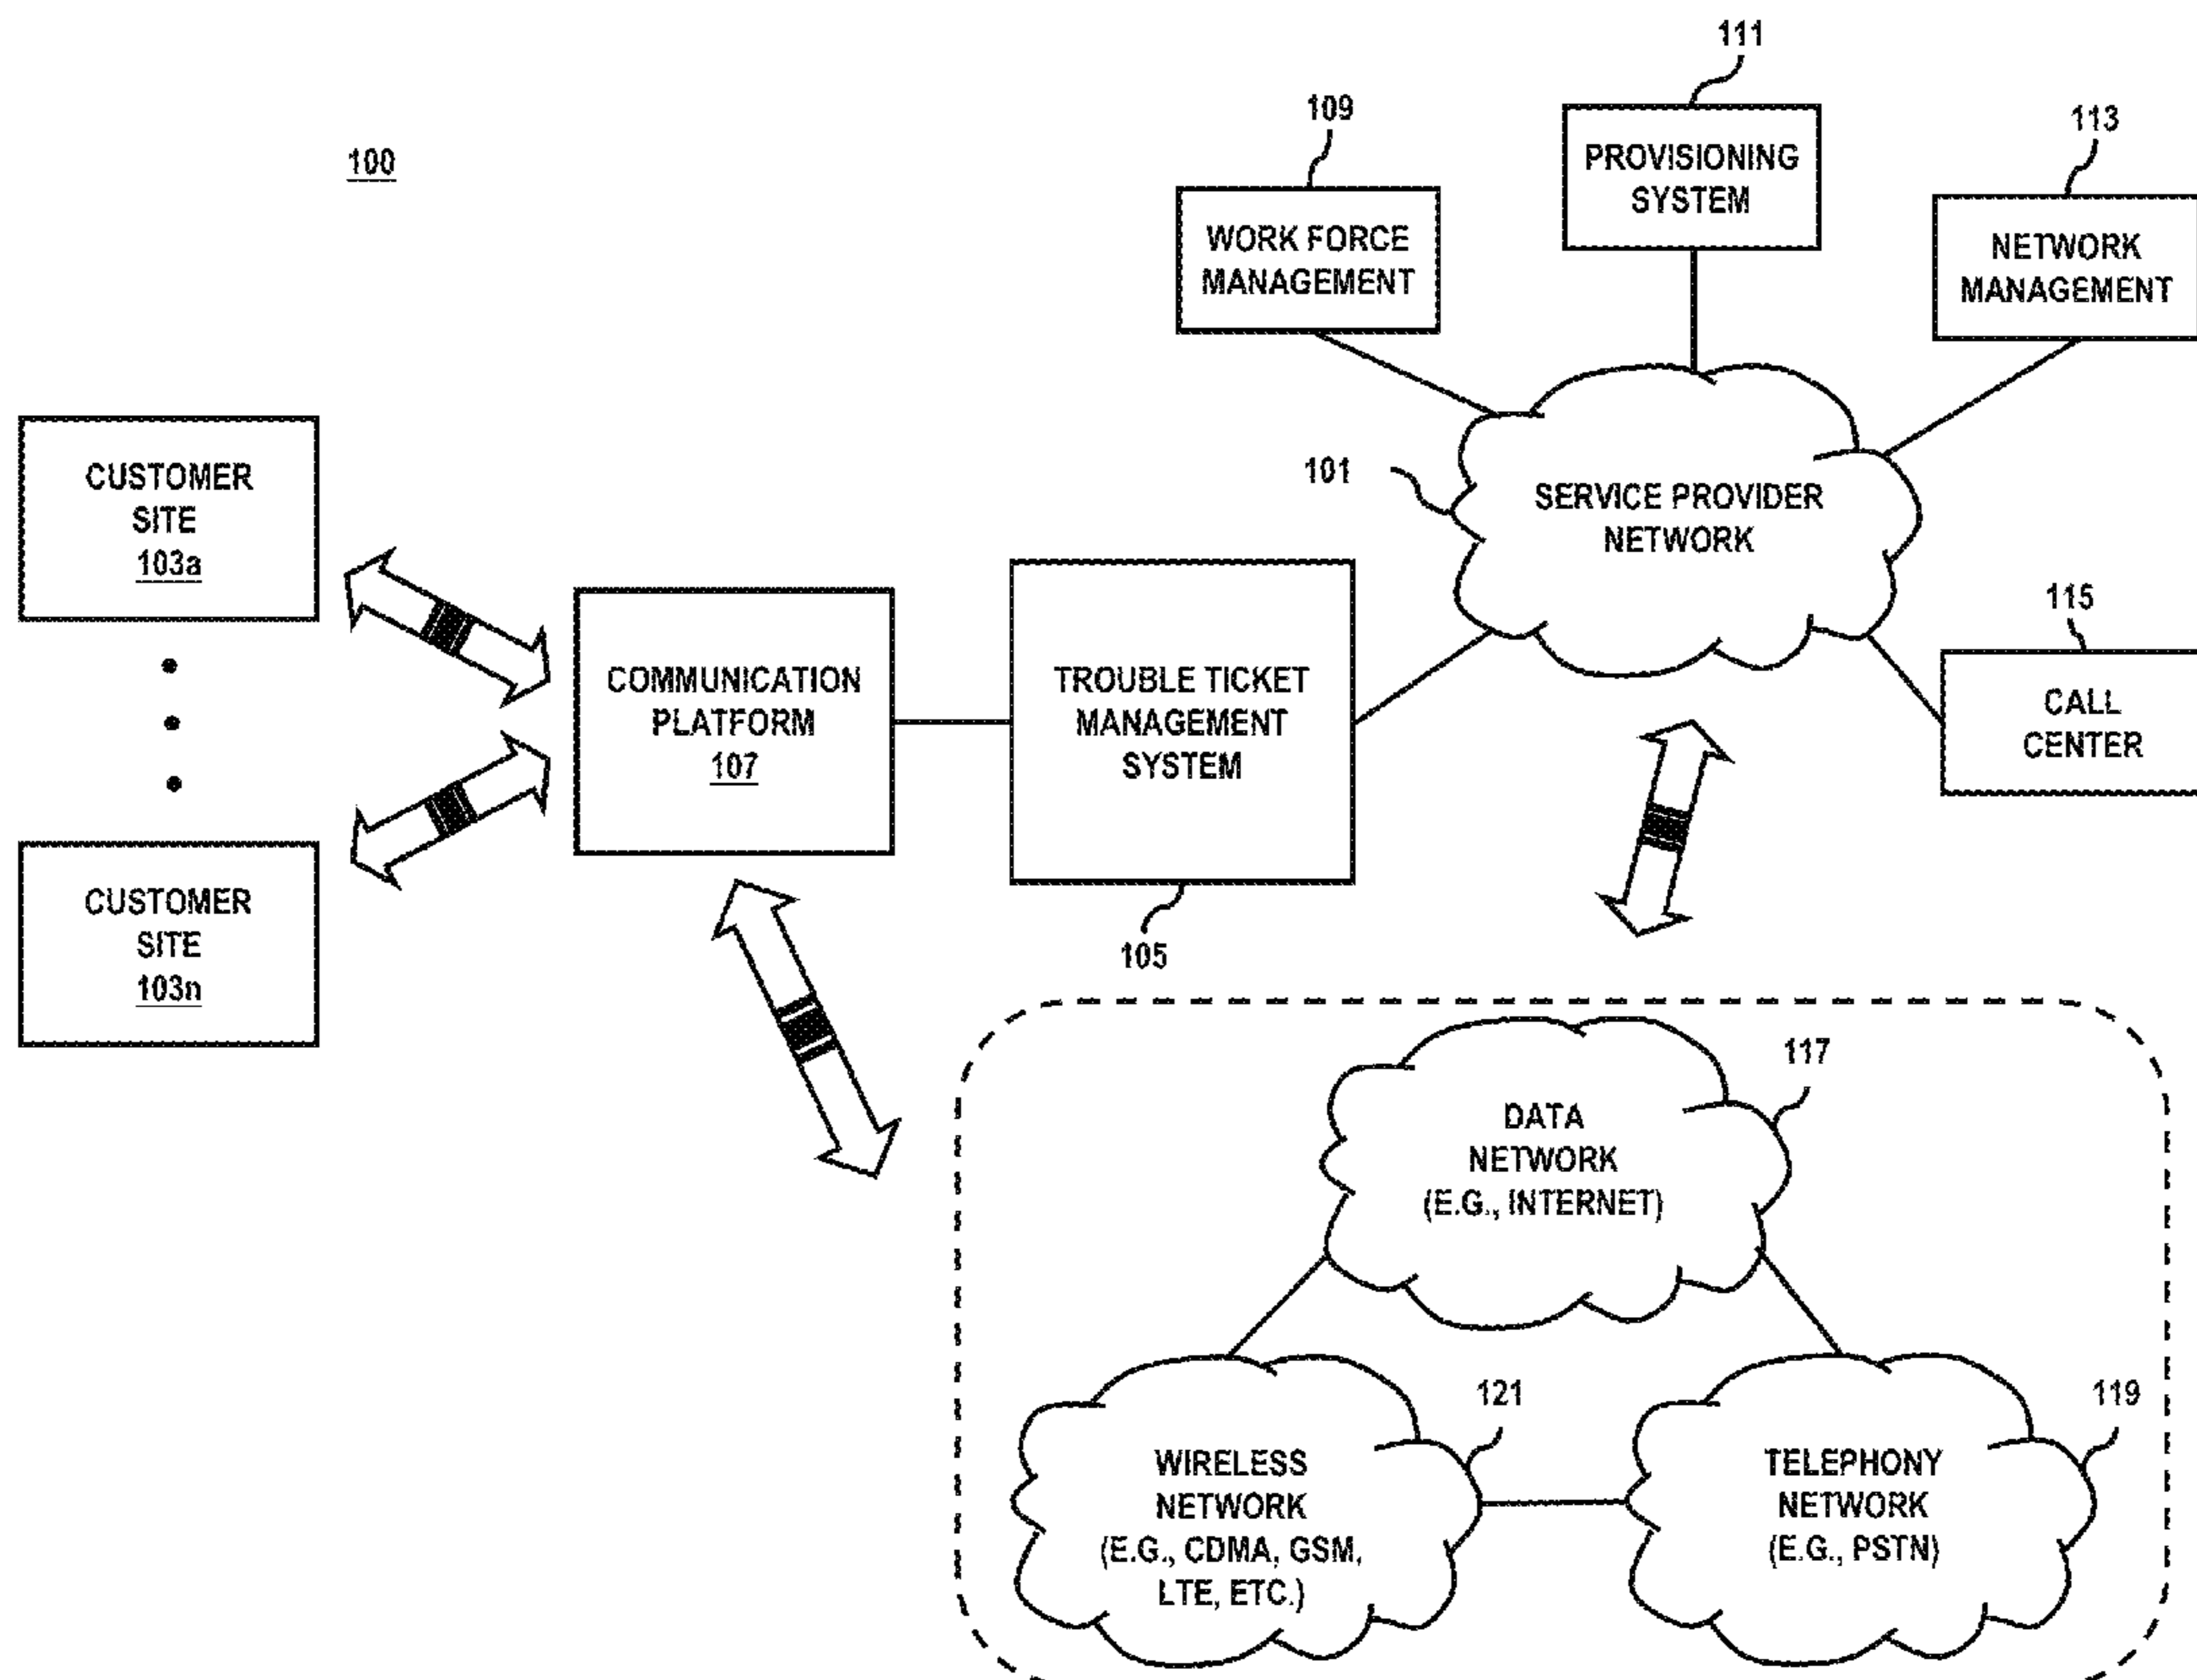 100
109
WORK FORCE
MANAGEMENT
111
PROVISIONING
SYSTEM
113
NETWORK
MANAGEMENT
101
SERVICE PROVIDER
NETWORK
115
CALL
CENTER
CUSTOMER
SITE
103a
CUSTOMER
SITE
103n
COMMUNICATION
PLATFORM
107
TROUBLE TICKET
MANAGEMENT
SYSTEM
105
117
DATA
NETWORK
(E.G., INTERNET)
121
WIRELESS
NETWORK
(E.G., CDMA, GSM,
LTE, ETC.)
119
TELEPHONY
NETWORK
(E.G., PSTN)